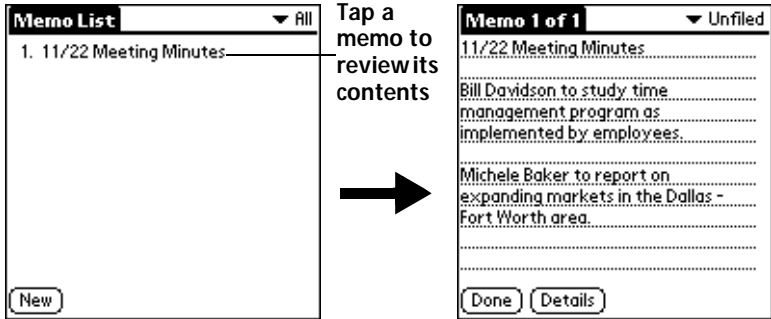 Memo List
All
1. 11/22 Meeting Minutes
New
Tap a
memo to
review its
contents
Memo 1 of 1
Unfiled
11/22 Meeting Minutes
Bill Davidson to study time
management program as
implemented by employees.
Michele Baker to report on
expanding markets in the Dallas -
Fort Worth area.
Done
Details